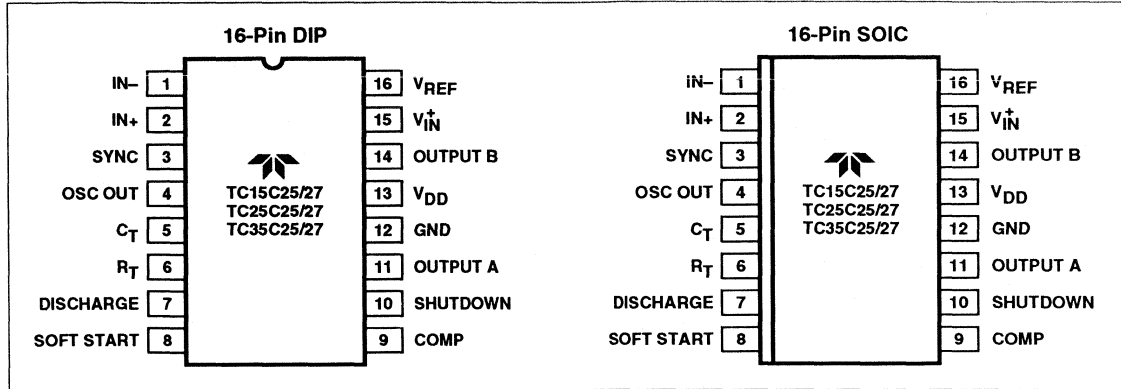 16-Pin DIP
IN– 1
IN+ 2
SYNC 3
OSC OUT 4
CT 5
RT 6
DISCHARGE 7
SOFT START 8
TC15C25/27
TC25C25/27
TC35C25/27
16 VREF
15 V+IN
14 OUTPUT B
13 VDD
12 GND
11 OUTPUT A
10 SHUTDOWN
9 COMP
16-Pin SOIC
IN– 1
IN+ 2
SYNC 3
OSC OUT 4
CT 5
RT 6
DISCHARGE 7
SOFT START 8
TC15C25/27
TC25C25/27
TC35C25/27
16 VREF
15 V+IN
14 OUTPUT B
13 VDD
12 GND
11 OUTPUT A
10 SHUTDOWN
9 COMP